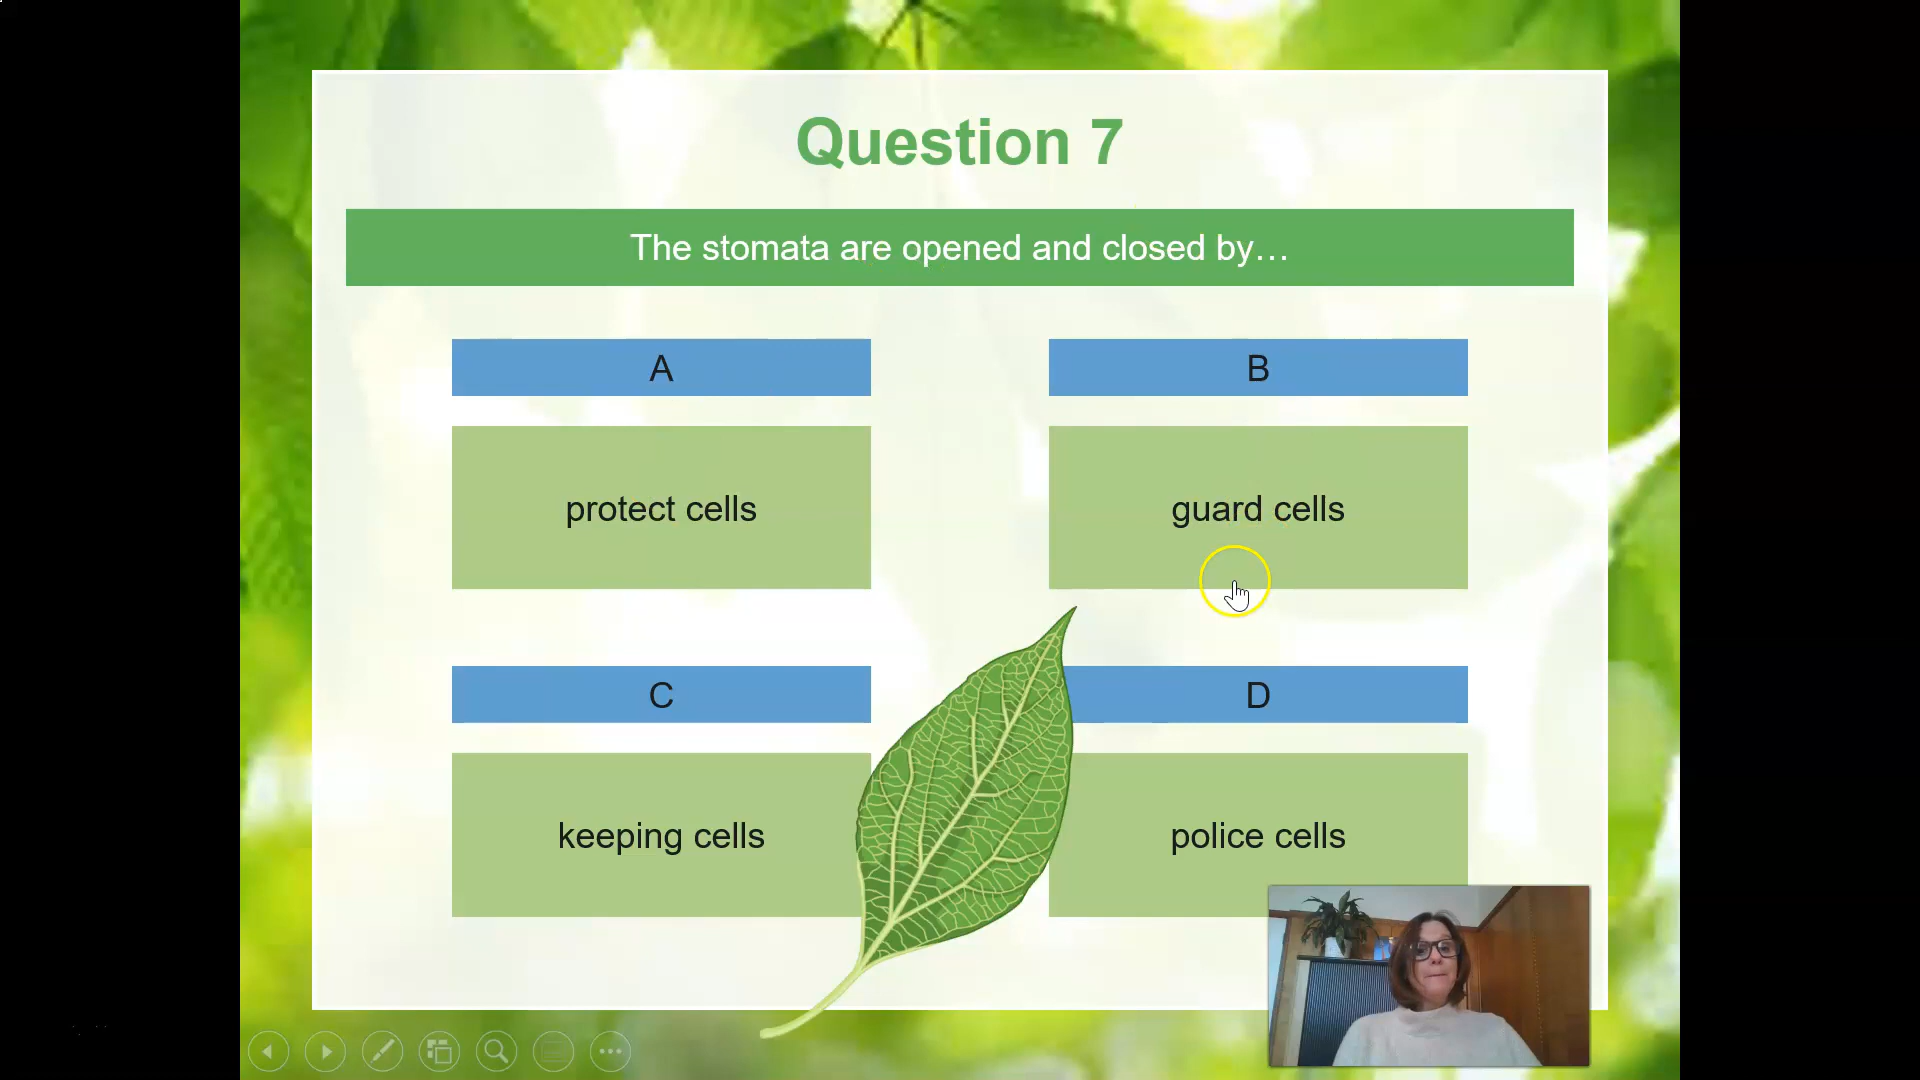 Question 7
The stomata are opened and closed by…
A
B
protect cells
guard cells
C
D
keeping cells
police cells